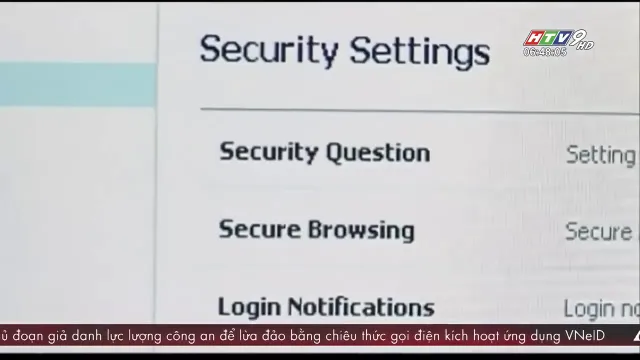 HTV9 HD
06:48:05
Security Settings
Security Question Setting
Secure Browsing Secure
Login Notifications Login no
ủ đoạn giả danh lực lượng công an để lừa đảo bằng chiêu thức gọi điện kích hoạt ứng dụng VNeID